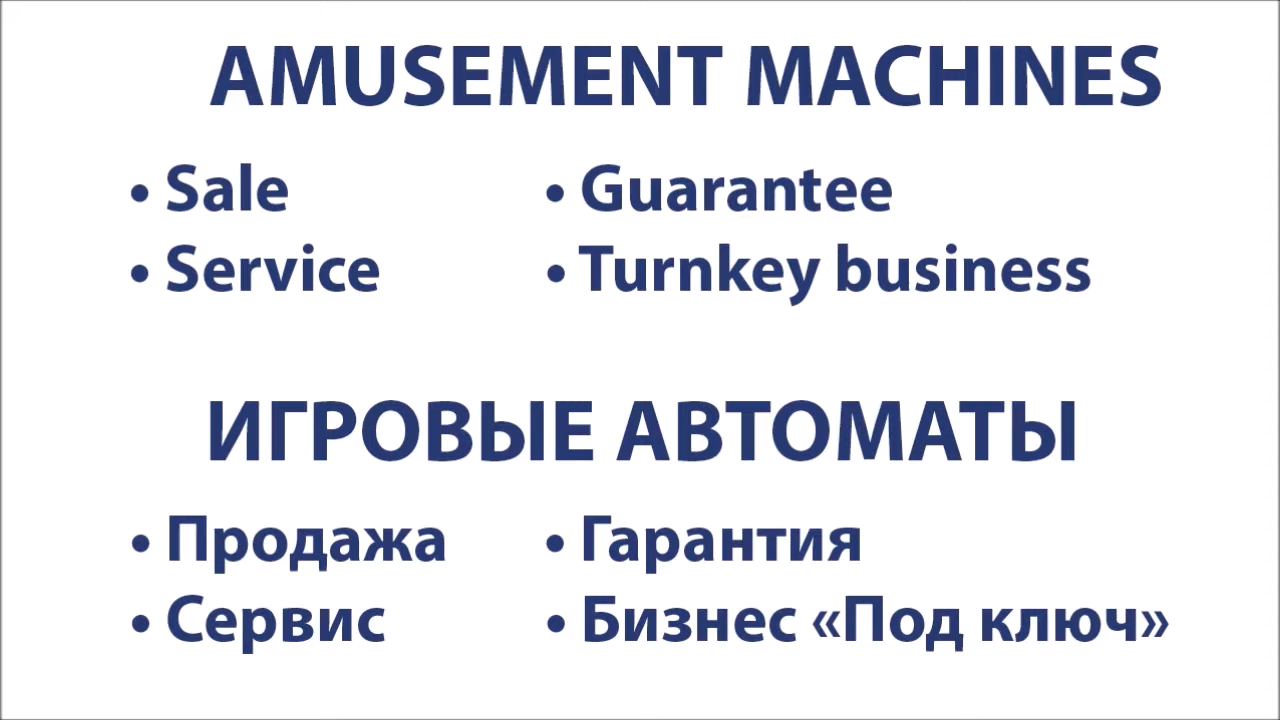 AMUSEMENT MACHINES
• Sale • Guarantee
• Service • Turnkey business
ИГРОВЫЕ АВТОМАТЫ
• Продажа • Гарантия
• Сервис • Бизнес «Под ключ»